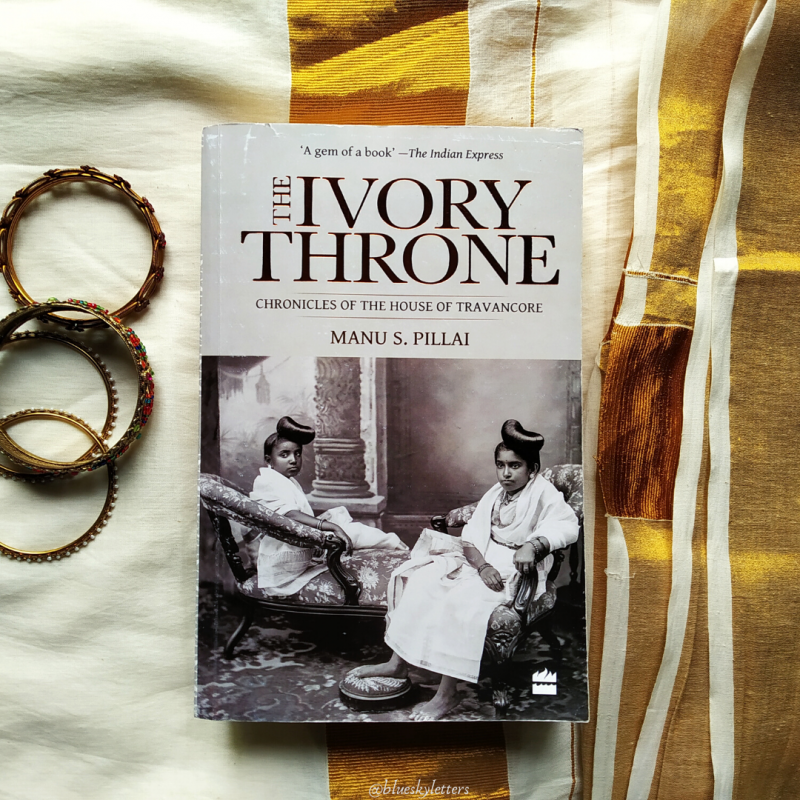 'A gem of a book' —The Indian Express
THE IVORY
THRONE
CHRONICLES OF THE HOUSE OF TRAVANCORE
MANU S. PILLAI
@blueskyletters